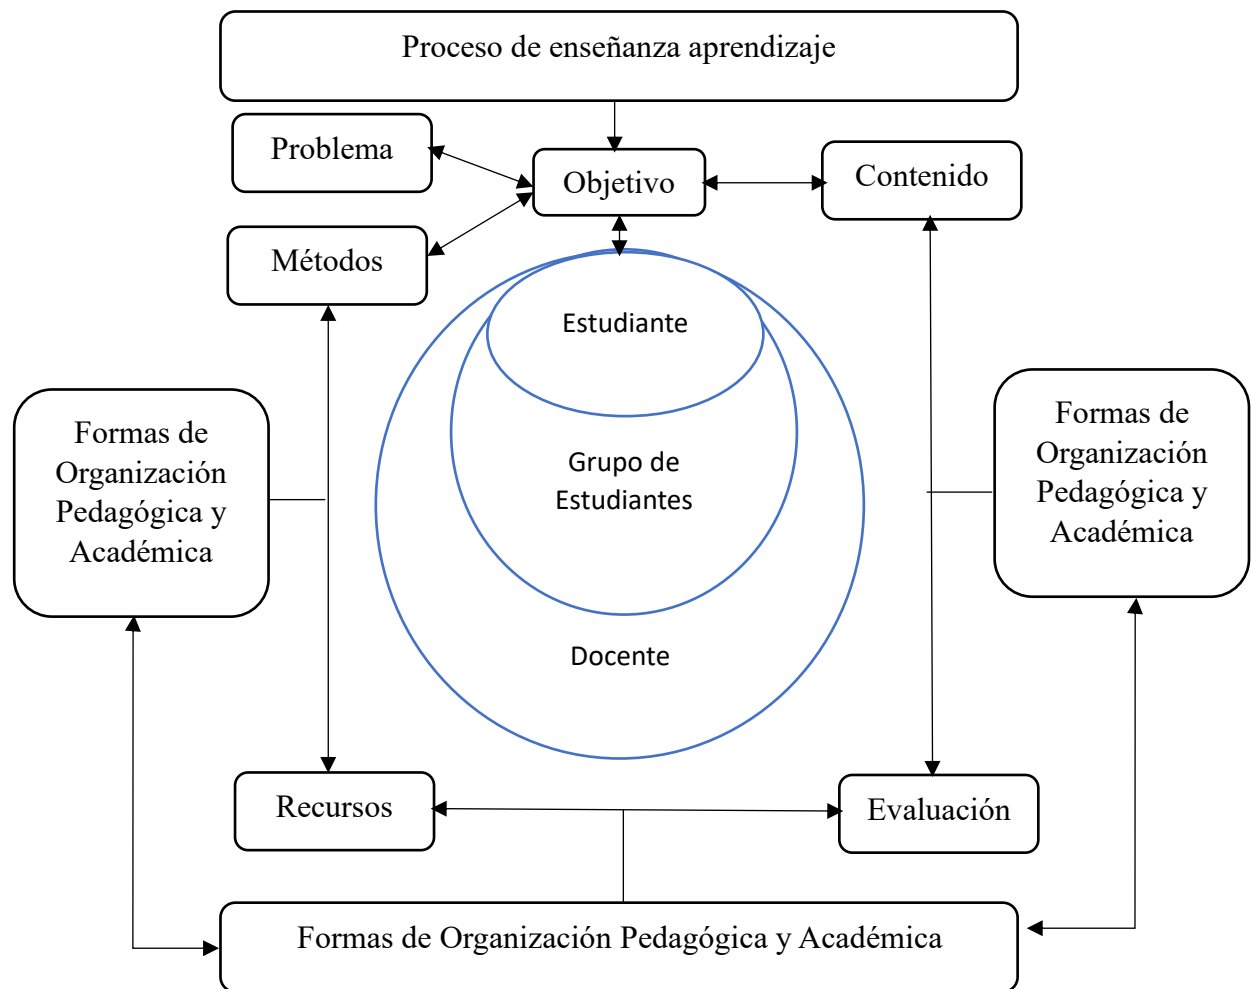 Proceso de enseñanza aprendizaje
Problema
Objetivo
Contenido
Métodos
Estudiante
Formas de
Organización
Pedagógica y
Académica
Grupo de
Estudiantes
Formas de
Organización
Pedagógica y
Académica
Docente
Recursos
Evaluación
Formas de Organización Pedagógica y Académica